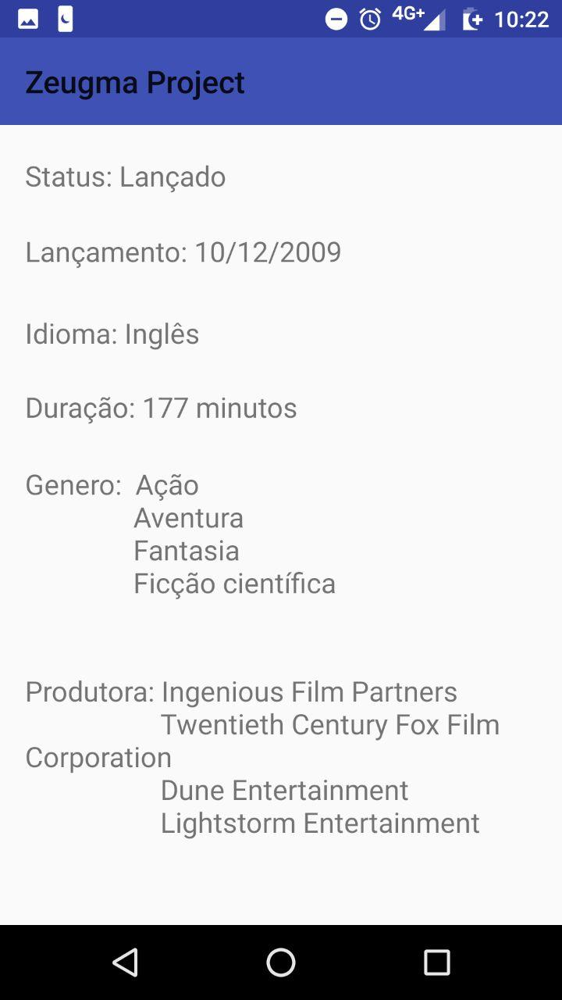 4G+ 10:22
Zeugma Project
Status: Lançado
Lançamento: 10/12/2009
Idioma: Inglês
Duração: 177 minutos
Genero: Ação
Aventura
Fantasia
Ficção científica
Produtora: Ingenious Film Partners
Twentieth Century Fox Film
Corporation
Dune Entertainment
Lightstorm Entertainment